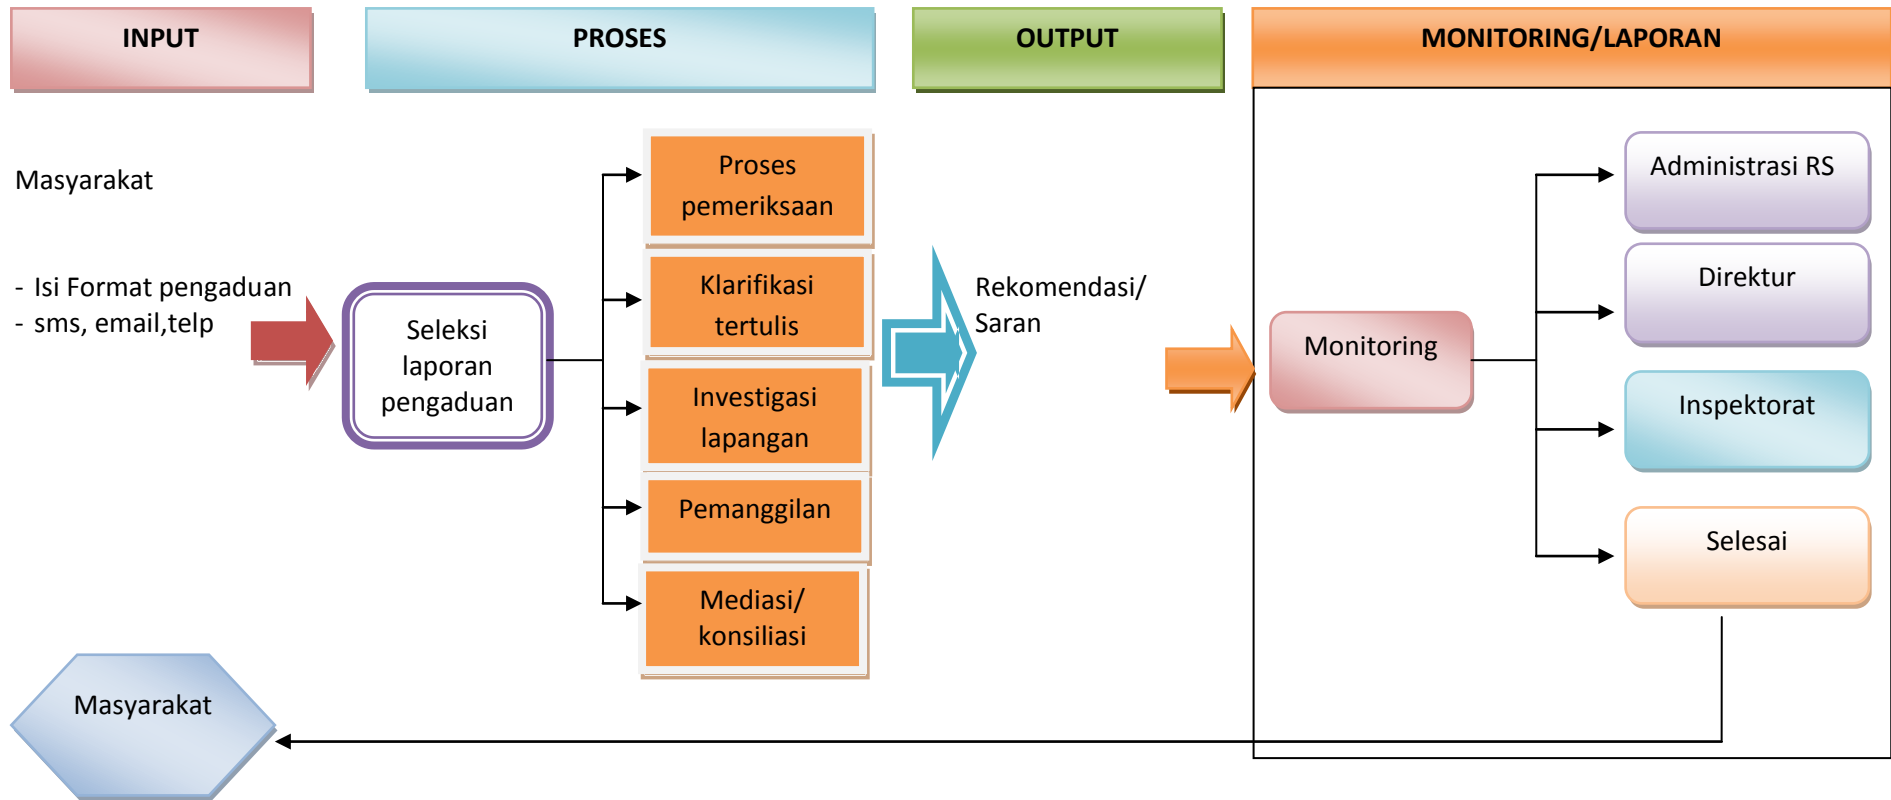 INPUT
PROSES
OUTPUT
MONITORING/LAPORAN
Masyarakat
- Isi Format pengaduan
- sms, email,telp
Seleksi
laporan
pengaduan
Proses
pemeriksaan
Klarifikasi
tertulis
Investigasi
lapangan
Pemanggilan
Mediasi/
konsiliasi
Rekomendasi/
Saran
Monitoring
Administrasi RS
Direktur
Inspektorat
Selesai
Masyarakat